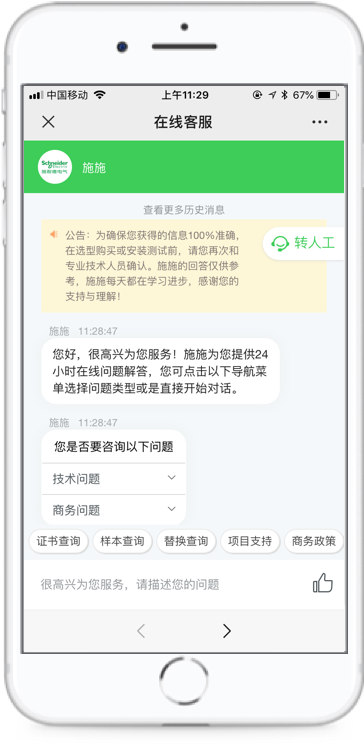 中国移动
上午11:29
67%
在线客服
Schneider
Electric
施耐德电气
施施
查看更多历史消息
公告：为确保您获得的信息100%准确，
在选型购买或安装测试前，请您再次和
专业技术人员确认。施施的回答仅供参
考，施施每天都在学习进步，感谢您的
支持与理解！
转人工
施施 11:28:47
您好，很高兴为您服务！施施为您提供24
小时在线问题解答，您可点击以下导航菜
单选择问题类型或是直接开始对话。
施施 11:28:47
您是否要咨询以下问题
技术问题
商务问题
证书查询
样本查询
替换查询
项目支持
商务政策
很高兴为您服务，请描述您的问题